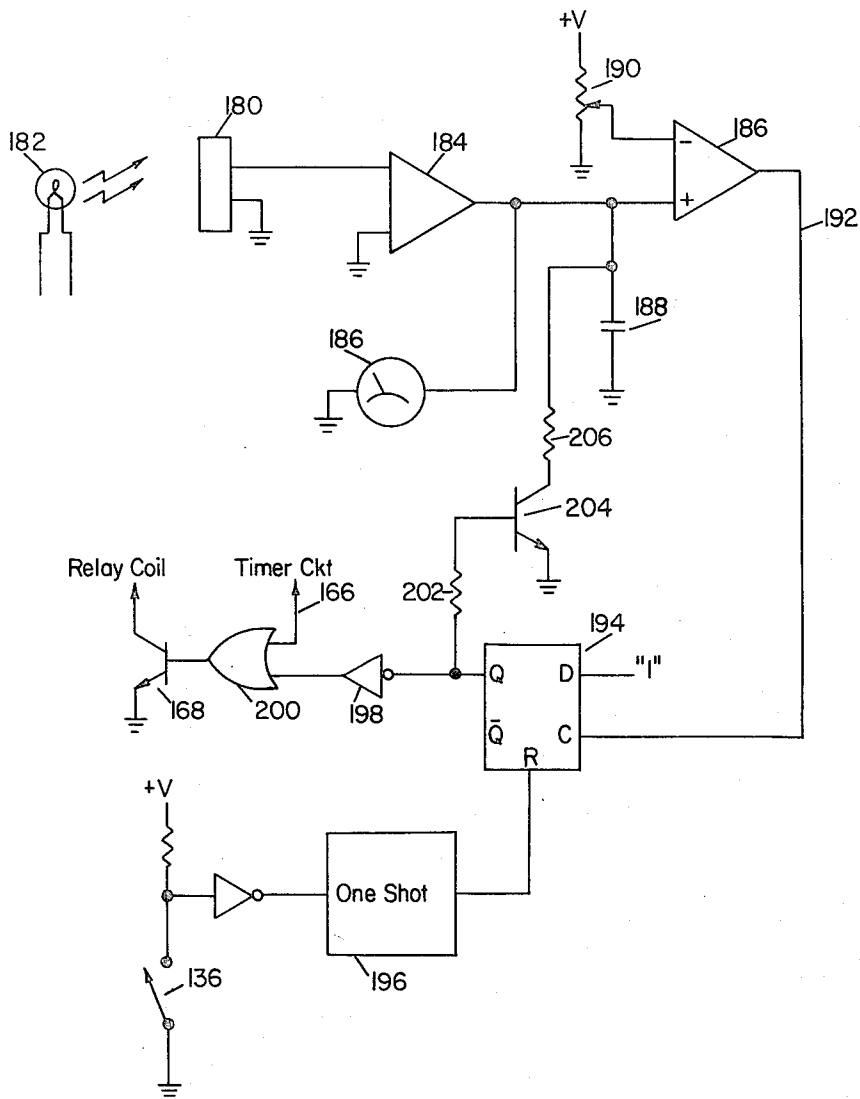 +V
190
180
182
184
186
-
+
192
186
188
206
204
Relay Coil
Timer Ckt
166
202
194
Q
D
"1"
168
200
198
Q̅
C
R
+V
One Shot
136
196